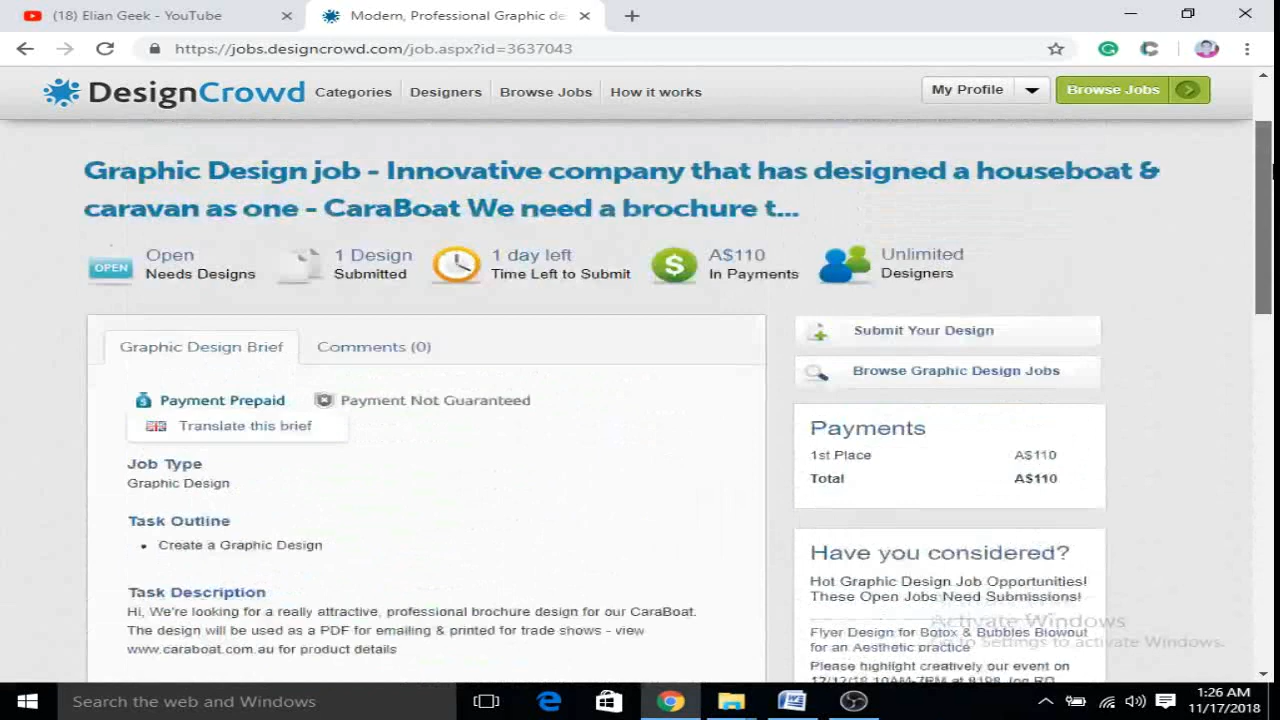 (18) Elian Geek - YouTube
Modern, Professional Graphic de
https://jobs.designcrowd.com/job.aspx?id=3637043
DesignCrowd Categories Designers Browse Jobs How it works My Profile Browse Jobs
Graphic Design job - Innovative company that has designed a houseboat &
caravan as one - CaraBoat We need a brochure t...
OPEN
Open
Needs Designs
1 Design
Submitted
1 day left
Time Left to Submit
A$110
In Payments
Unlimited
Designers
Graphic Design Brief Comments (0)
Payment Prepaid Payment Not Guaranteed
Translate this brief
Job Type
Graphic Design
Task Outline
• Create a Graphic Design
Task Description
Hi, We're looking for a really attractive, professional brochure design for our CaraBoat.
The design will be used as a PDF for emailing & printed for trade shows - view
www.caraboat.com.au for product details
Submit Your Design
Browse Graphic Design Jobs
Payments
1st Place A$110
Total A$110
Have you considered?
Hot Graphic Design Job Opportunities!
These Open Jobs Need Submissions!
Flyer Design for Botox & Bubbles Blowout
for an Aesthetic practice
Please highlight creatively our event on
12/12/18 10AM-7PM at
Activate Windows
Go to Settings to activate Windows.
Search the web and Windows
1:26 AM
11/17/2018